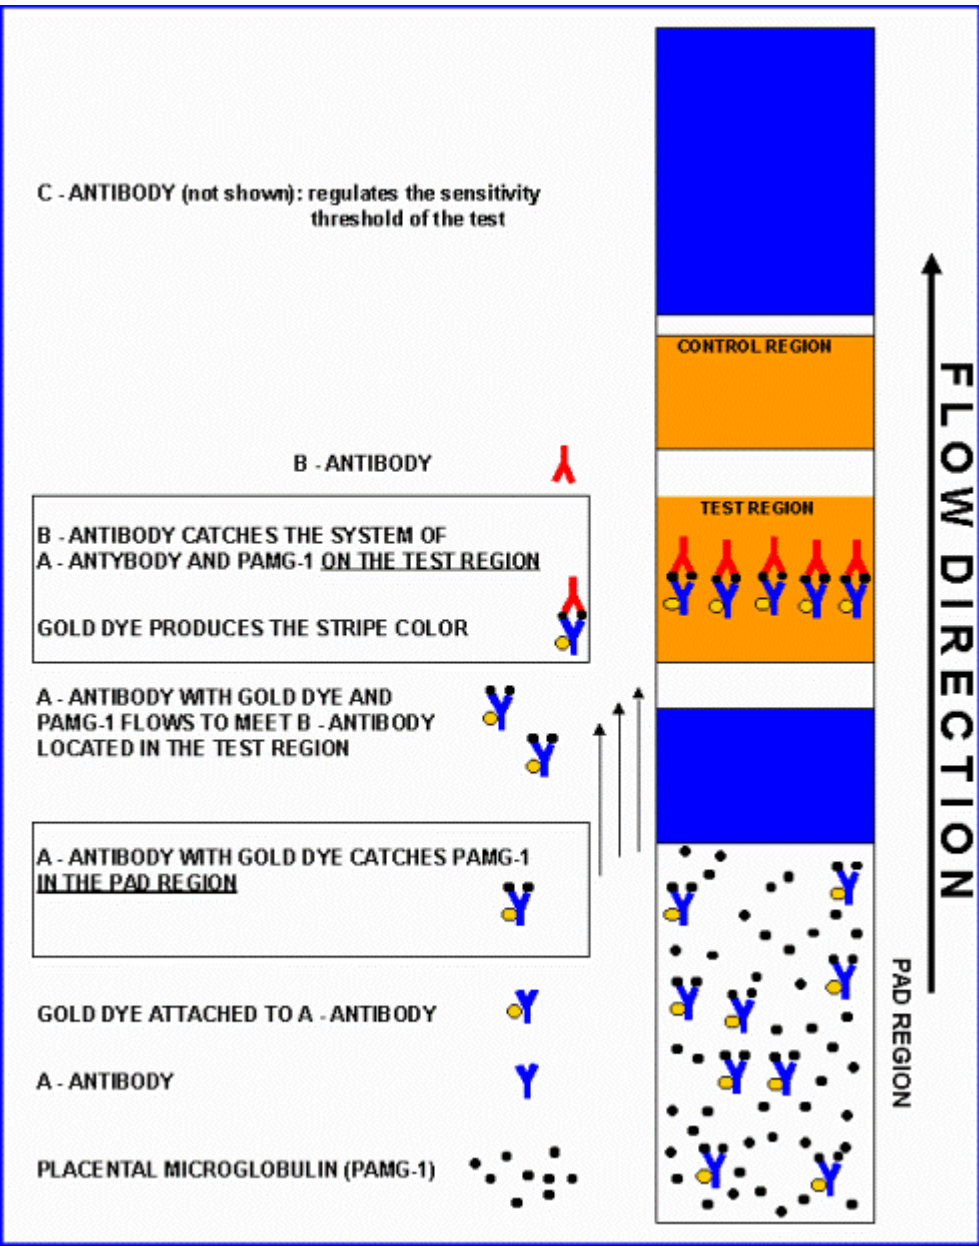 C - ANTIBODY (not shown): regulates the sensitivity
threshold of the test
B - ANTIBODY
B - ANTIBODY CATCHES THE SYSTEM OF
A - ANTYBODY AND PAMG-1 ON THE TEST REGION
GOLD DYE PRODUCES THE STRIPE COLOR
A - ANTIBODY WITH GOLD DYE AND
PAMG-1 FLOWS TO MEET B - ANTIBODY
LOCATED IN THE TEST REGION
A - ANTIBODY WITH GOLD DYE CATCHES PAMG-1
IN THE PAD REGION
GOLD DYE ATTACHED TO A - ANTIBODY
A - ANTIBODY
PLACENTAL MICROGLOBULIN (PAMG-1)
CONTROL REGION
TEST REGION
FLOW DIRECTION
PAD REGION